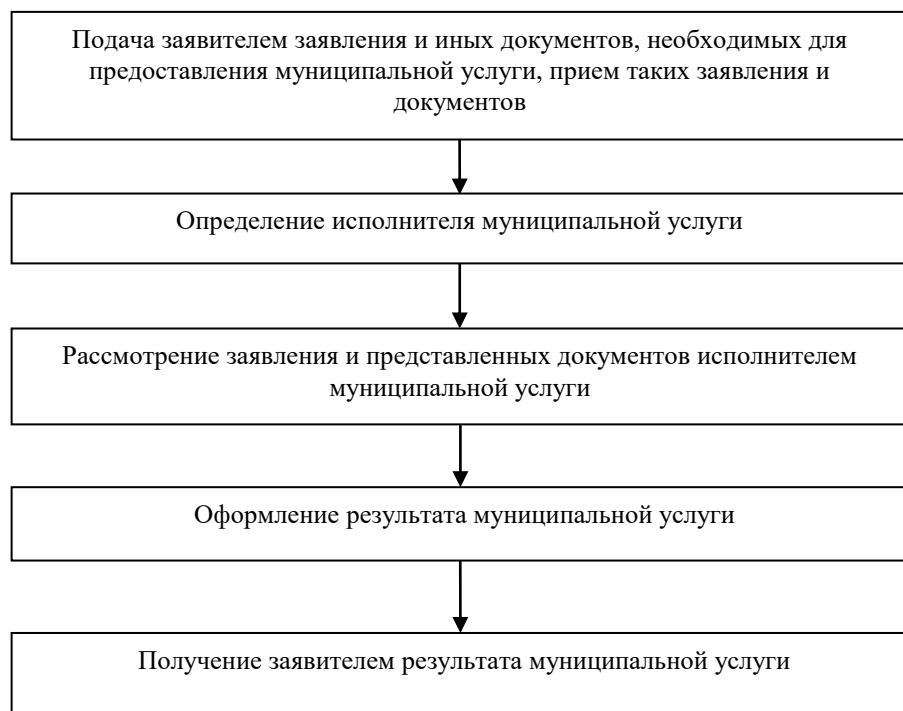 Подача заявителем заявления и иных документов, необходимых для
предоставления муниципальной услуги, прием таких заявления и
документов
Определение исполнителя муниципальной услуги
Рассмотрение заявления и представленных документов исполнителем
муниципальной услуги
Оформление результата муниципальной услуги
Получение заявителем результата муниципальной услуги